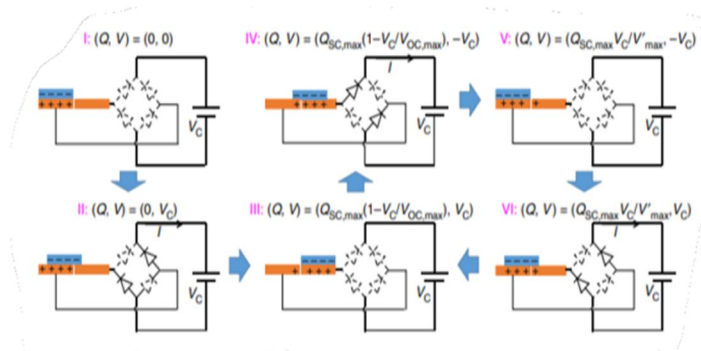 I: (Q, V) = (0, 0)
IV: (Q, V) = (QSC,max(1−VC/VOC,max), −VC)
V: (Q, V) = (QSC,maxVC/V′max, −VC)
− − − −
+ + + +
VC
− − − −
+ + + +
I
VC
− − − −
+ + + +
VC
II: (Q, V) = (0, VC)
III: (Q, V) = (QSC,max(1−VC/VOC,max), VC)
VI: (Q, V) = (QSC,maxVC/V′max, VC)
− − − −
+ + + +
I
VC
− − − −
+ + + +
VC
− − − −
+ + + +
I
VC